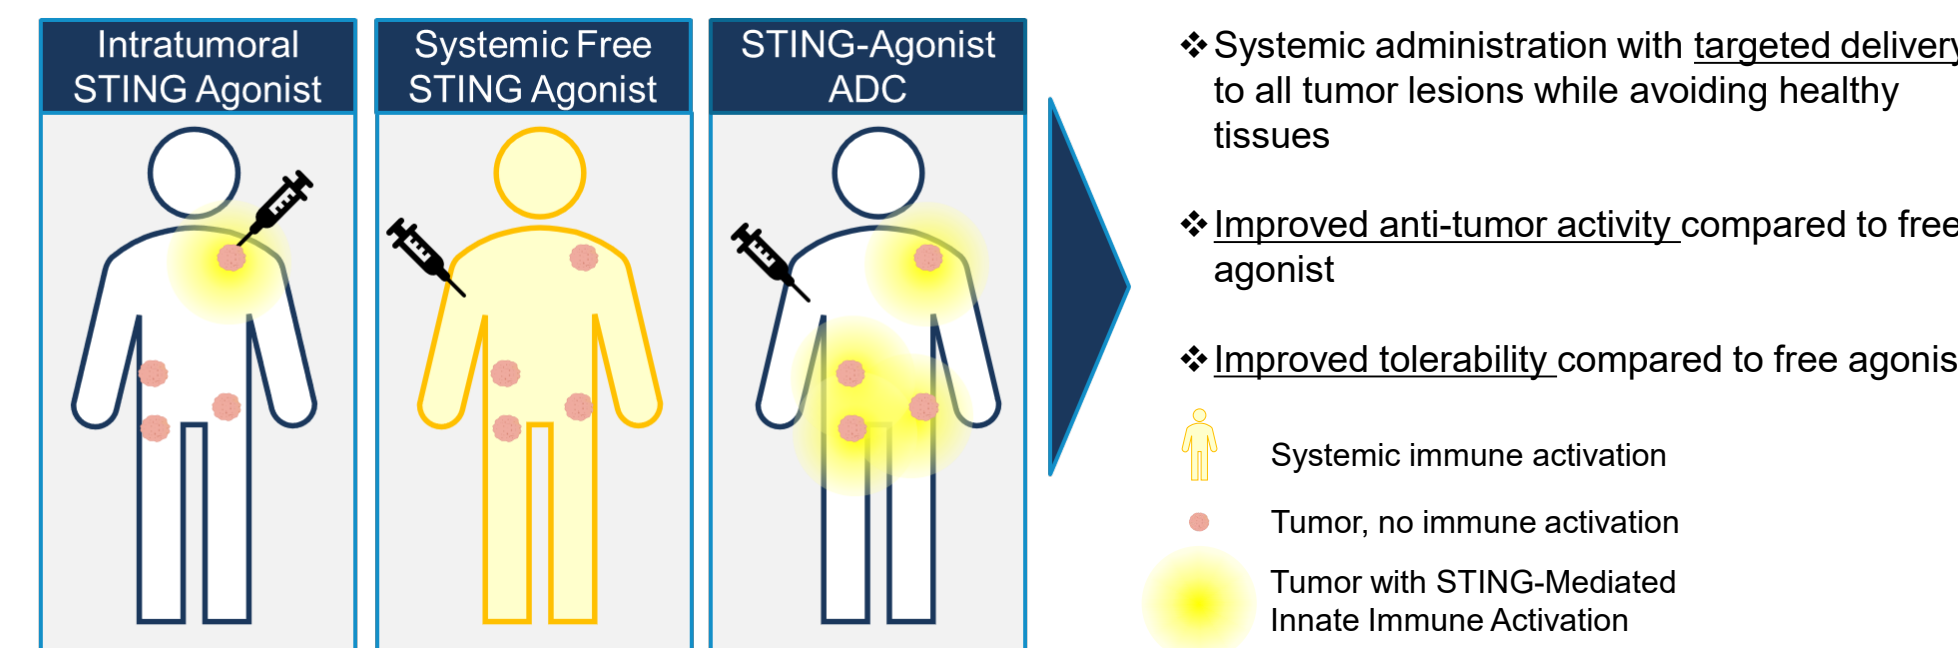 Intratumoral
STING Agonist
Systemic Free
STING Agonist
STING-Agonist
ADC
❖ Systemic administration with targeted delivery
to all tumor lesions while avoiding healthy
tissues
❖ Improved anti-tumor activity compared to free
agonist
❖ Improved tolerability compared to free agonis
Systemic immune activation
Tumor, no immune activation
Tumor with STING-Mediated
Innate Immune Activation